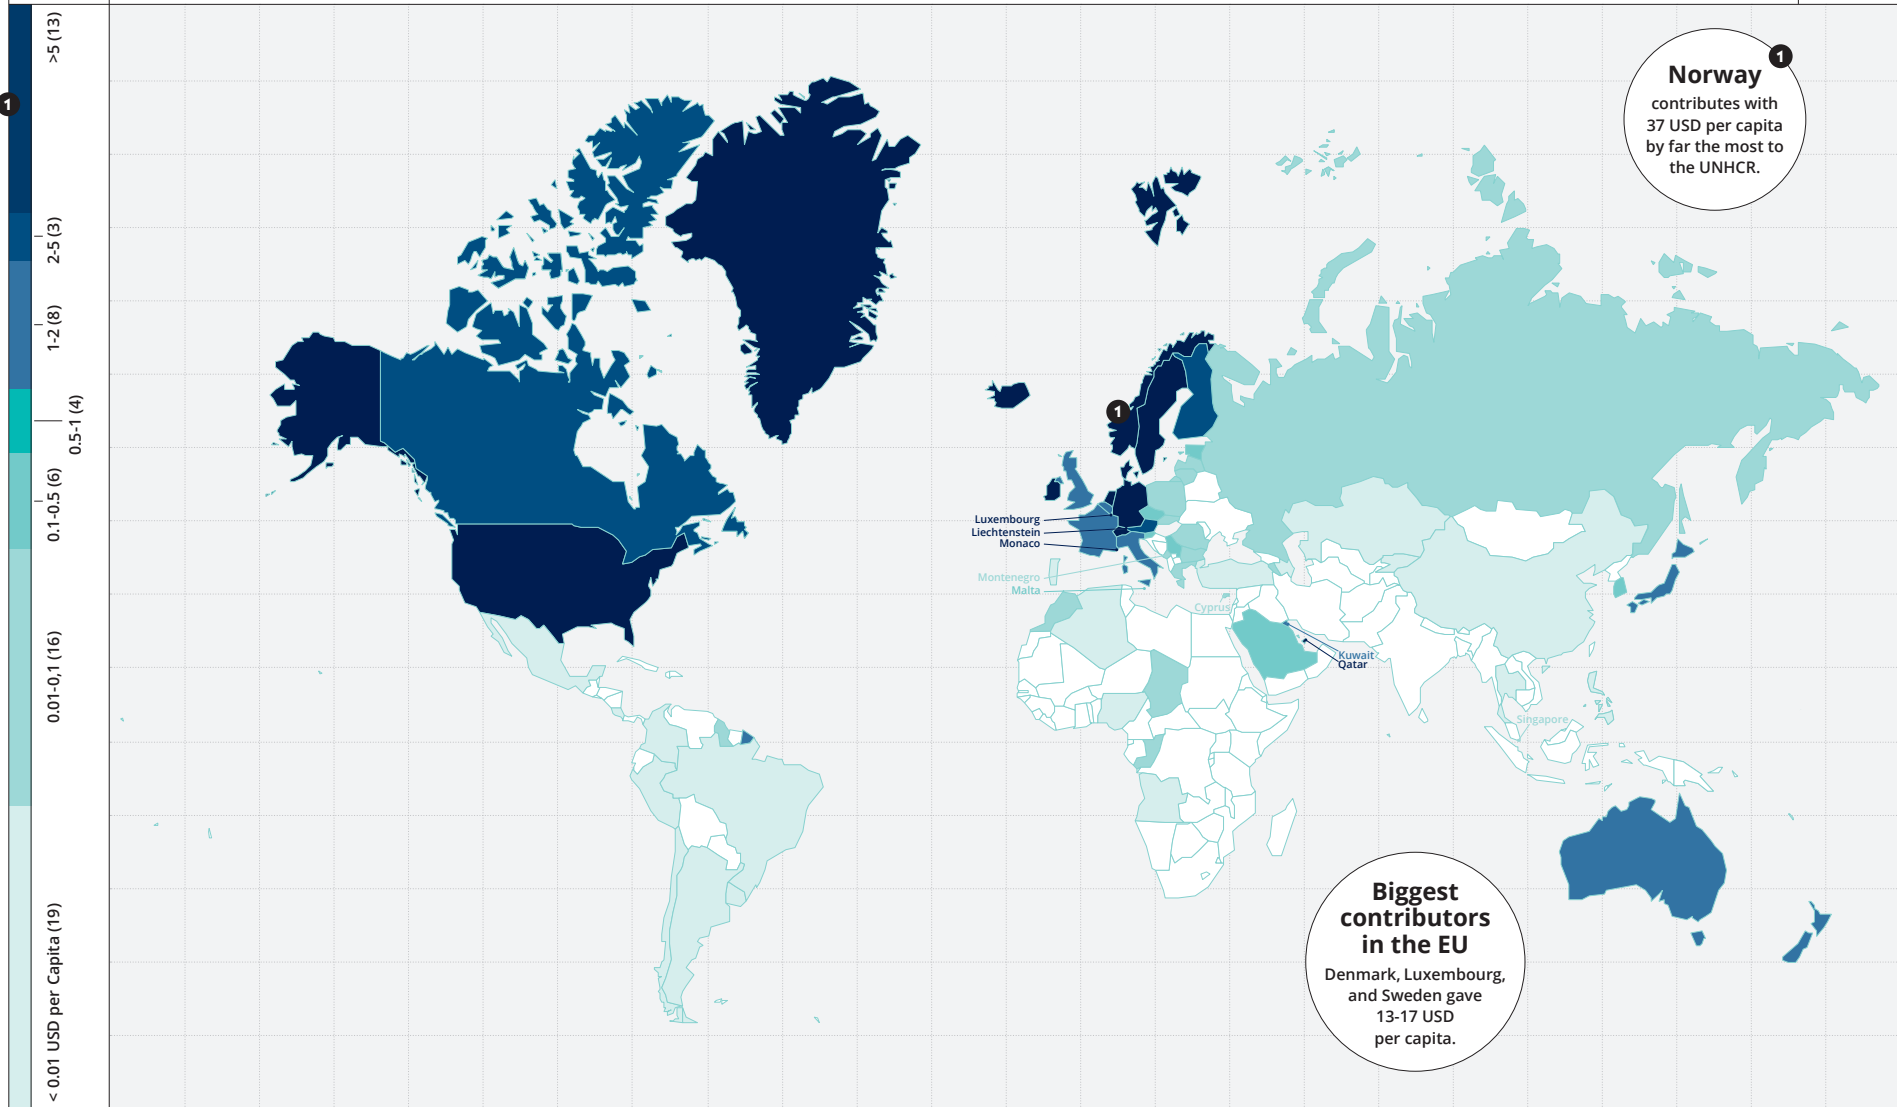 >5 (13)
2-5 (3)
1-2 (8)
0.5-1 (4)
0.1-0.5 (6)
0.01-0,1 (16)
< 0.01 USD per Capita (19)
1
1
Norway
contributes with
37 USD per capita
by far the most to
the UNHCR.
1
Luxembourg
Liechtenstein
Monaco
Montenegro
Malta
Cyprus
Kuwait
Qatar
Singapore
Biggest
contributors
in the EU
Denmark, Luxembourg,
and Sweden gave
13-17 USD
per capita.